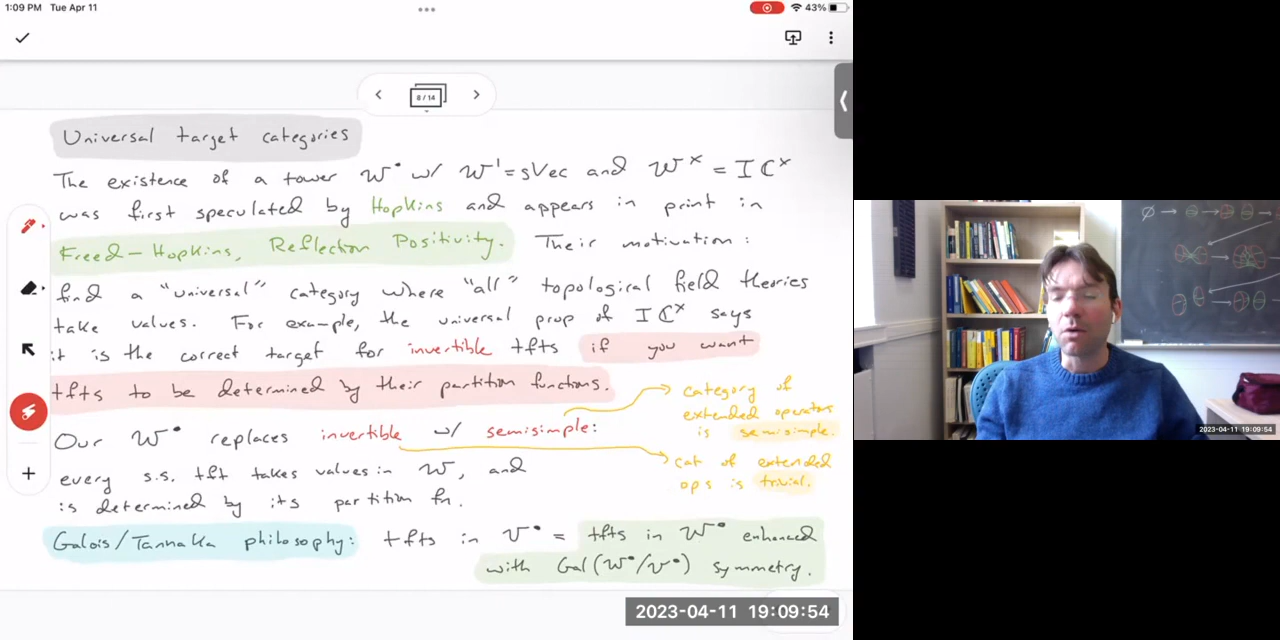 1:09 PM Tue Apr 11
43%
8 / 14
Universal target categories
The existence of a tower W• w/ W¹ = sVec and W× = Iℂ×
was first speculated by Hopkins and appears in print in
Freed-Hopkins, Reflection Positivity. Their motivation:
find a "universal" category where "all" topological field theories
take values. For example, the universal prop of Iℂ× says
it is the correct target for invertible tfts if you want
tfts to be determined by their partition functions.
Our W• replaces invertible w/ semisimple:
every s.s. tft takes values in W, and
is determined by its partition fn.
category of
extended operators
is semisimple.
cat of extended
ops is trivial.
Galois/Tannaka philosophy: tfts in V• = tfts in W• enhanced
with Gal(W•/V•) symmetry.
2023-04-11 19:09:54
2023-04-11 19:09:54